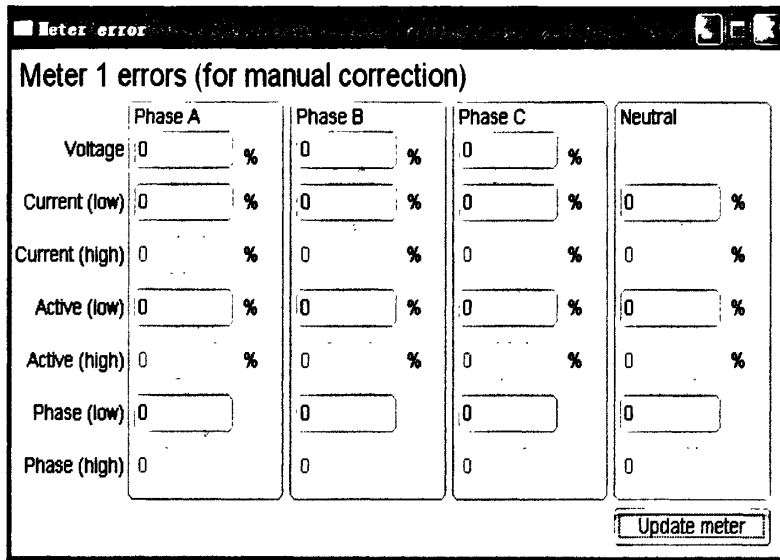 Meter error
Meter 1 errors (for manual correction)
Phase A Phase B Phase C Neutral
Voltage 0 % 0 % 0 %
Current (low) 0 % 0 % 0 % 0 %
Current (high) 0 % 0 % 0 % 0 %
Active (low) 0 % 0 % 0 % 0 %
Active (high) 0 % 0 % 0 % 0 %
Phase (low) 0 0 0 0
Phase (high) 0 0 0 0
Update meter